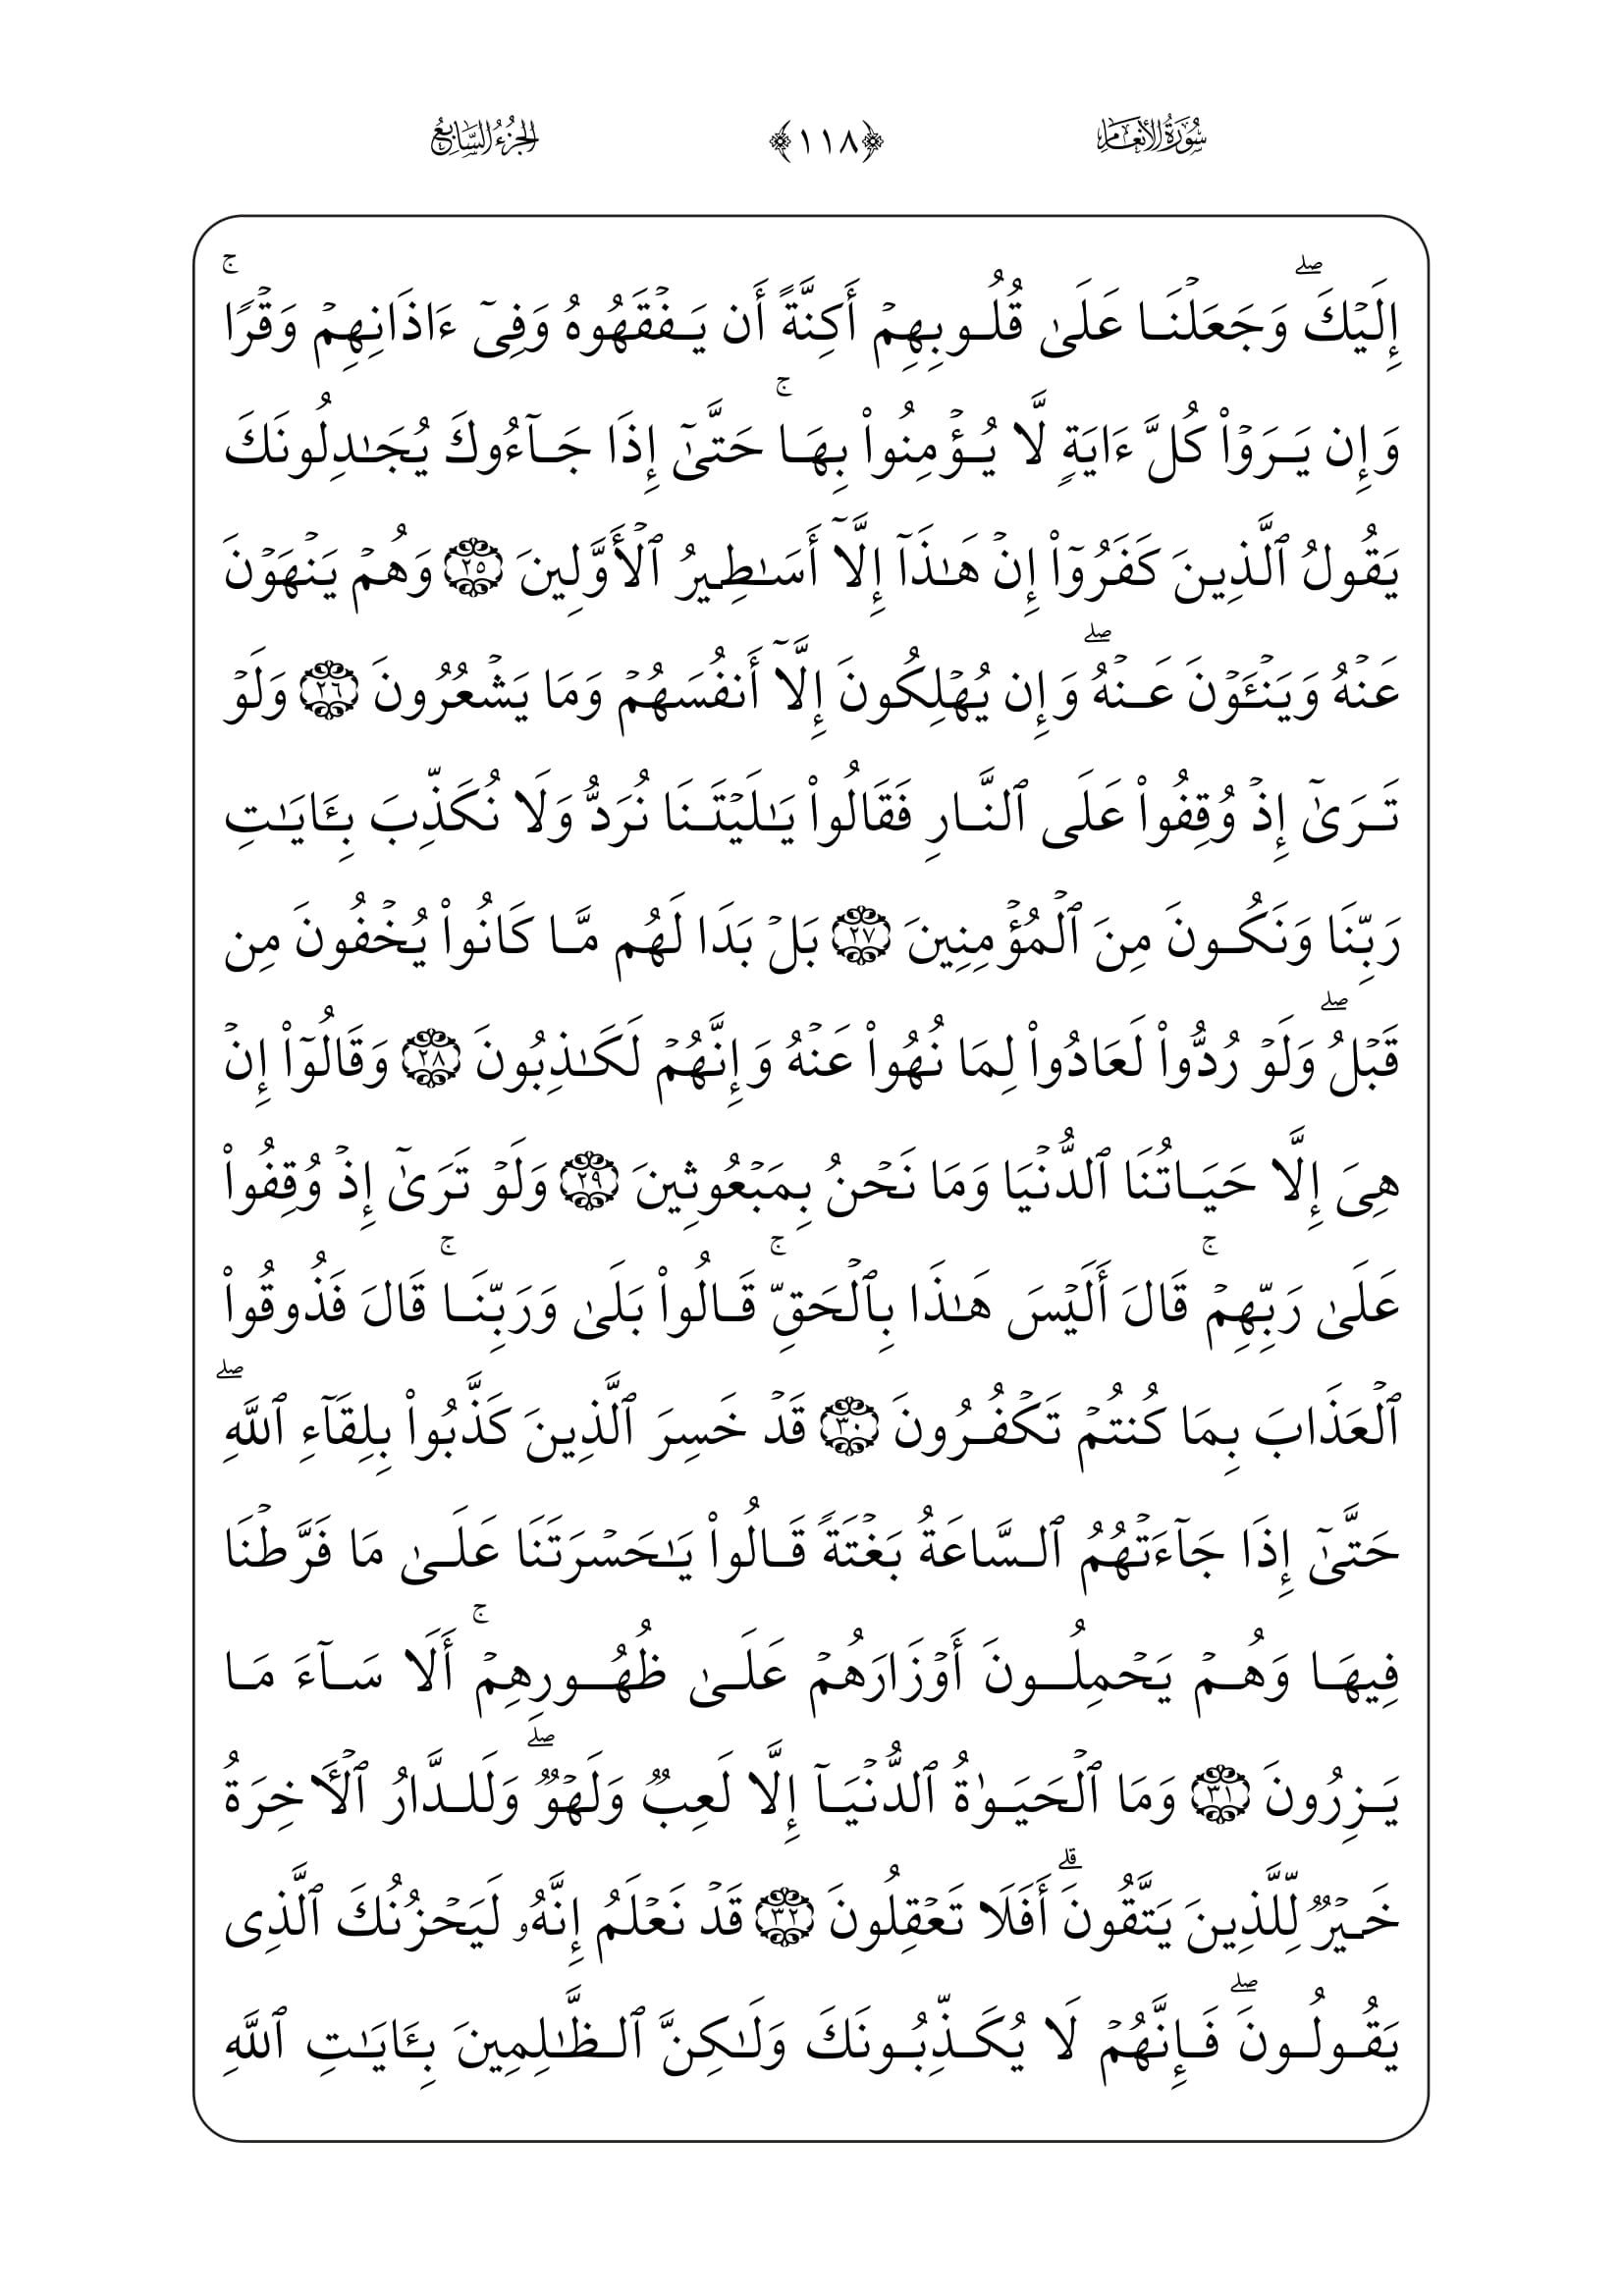 سُورَةُ الأَنْعَامِ ﴿١١٨﴾ الجُزْءُ السَّابِعُ
إِلَيۡكَۖ وَجَعَلۡنَا عَلَىٰ قُلُوبِهِمۡ أَكِنَّةً أَن يَفۡقَهُوهُ وَفِىٓ ءَاذَانِهِمۡ وَقۡرًاۚ
وَإِن يَرَوۡاْ كُلَّ ءَايَةٍ لَّا يُؤۡمِنُواْ بِهَاۚ حَتَّىٰٓ إِذَا جَآءُوكَ يُجَـٰدِلُونَكَ
يَقُولُ ٱلَّذِينَ كَفَرُوٓاْ إِنۡ هَـٰذَآ إِلَّآ أَسَـٰطِيرُ ٱلۡأَوَّلِينَ ٢٥ وَهُمۡ يَنۡهَوۡنَ
عَنۡهُ وَيَنۡـَٔوۡنَ عَنۡهُۖ وَإِن يُهۡلِكُونَ إِلَّآ أَنفُسَهُمۡ وَمَا يَشۡعُرُونَ ٢٦ وَلَوۡ
تَرَىٰٓ إِذۡ وُقِفُواْ عَلَى ٱلنَّارِ فَقَالُواْ يَـٰلَيۡتَنَا نُرَدُّ وَلَا نُكَذِّبَ بِـَٔايَـٰتِ
رَبِّنَا وَنَكُونَ مِنَ ٱلۡمُؤۡمِنِينَ ٢٧ بَلۡ بَدَا لَهُم مَّا كَانُواْ يُخۡفُونَ مِن
قَبۡلُۖ وَلَوۡ رُدُّواْ لَعَادُواْ لِمَا نُهُواْ عَنۡهُ وَإِنَّهُمۡ لَكَـٰذِبُونَ ٢٨ وَقَالُوٓاْ إِنۡ
هِىَ إِلَّا حَيَاتُنَا ٱلدُّنۡيَا وَمَا نَحۡنُ بِمَبۡعُوثِينَ ٢٩ وَلَوۡ تَرَىٰٓ إِذۡ وُقِفُواْ
عَلَىٰ رَبِّهِمۡۚ قَالَ أَلَيۡسَ هَـٰذَا بِٱلۡحَقِّۚ قَالُواْ بَلَىٰ وَرَبِّنَاۚ قَالَ فَذُوقُواْ
ٱلۡعَذَابَ بِمَا كُنتُمۡ تَكۡفُرُونَ ٣٠ قَدۡ خَسِرَ ٱلَّذِينَ كَذَّبُواْ بِلِقَآءِ ٱللَّهِۖ
حَتَّىٰٓ إِذَا جَآءَتۡهُمُ ٱلسَّاعَةُ بَغۡتَةً قَالُواْ يَـٰحَسۡرَتَنَا عَلَىٰ مَا فَرَّطۡنَا
فِيهَا وَهُمۡ يَحۡمِلُونَ أَوۡزَارَهُمۡ عَلَىٰ ظُهُورِهِمۡۚ أَلَا سَآءَ مَا
يَزِرُونَ ٣١ وَمَا ٱلۡحَيَوٰةُ ٱلدُّنۡيَآ إِلَّا لَعِبٌ وَلَهۡوٌۖ وَلَلدَّارُ ٱلۡـَٔاخِرَةُ
خَيۡرٌ لِّلَّذِينَ يَتَّقُونَۗ أَفَلَا تَعۡقِلُونَ ٣٢ قَدۡ نَعۡلَمُ إِنَّهُۥ لَيَحۡزُنُكَ ٱلَّذِى
يَقُولُونَۖ فَإِنَّهُمۡ لَا يُكَذِّبُونَكَ وَلَـٰكِنَّ ٱلظَّـٰلِمِينَ بِـَٔايَـٰتِ ٱللَّهِ